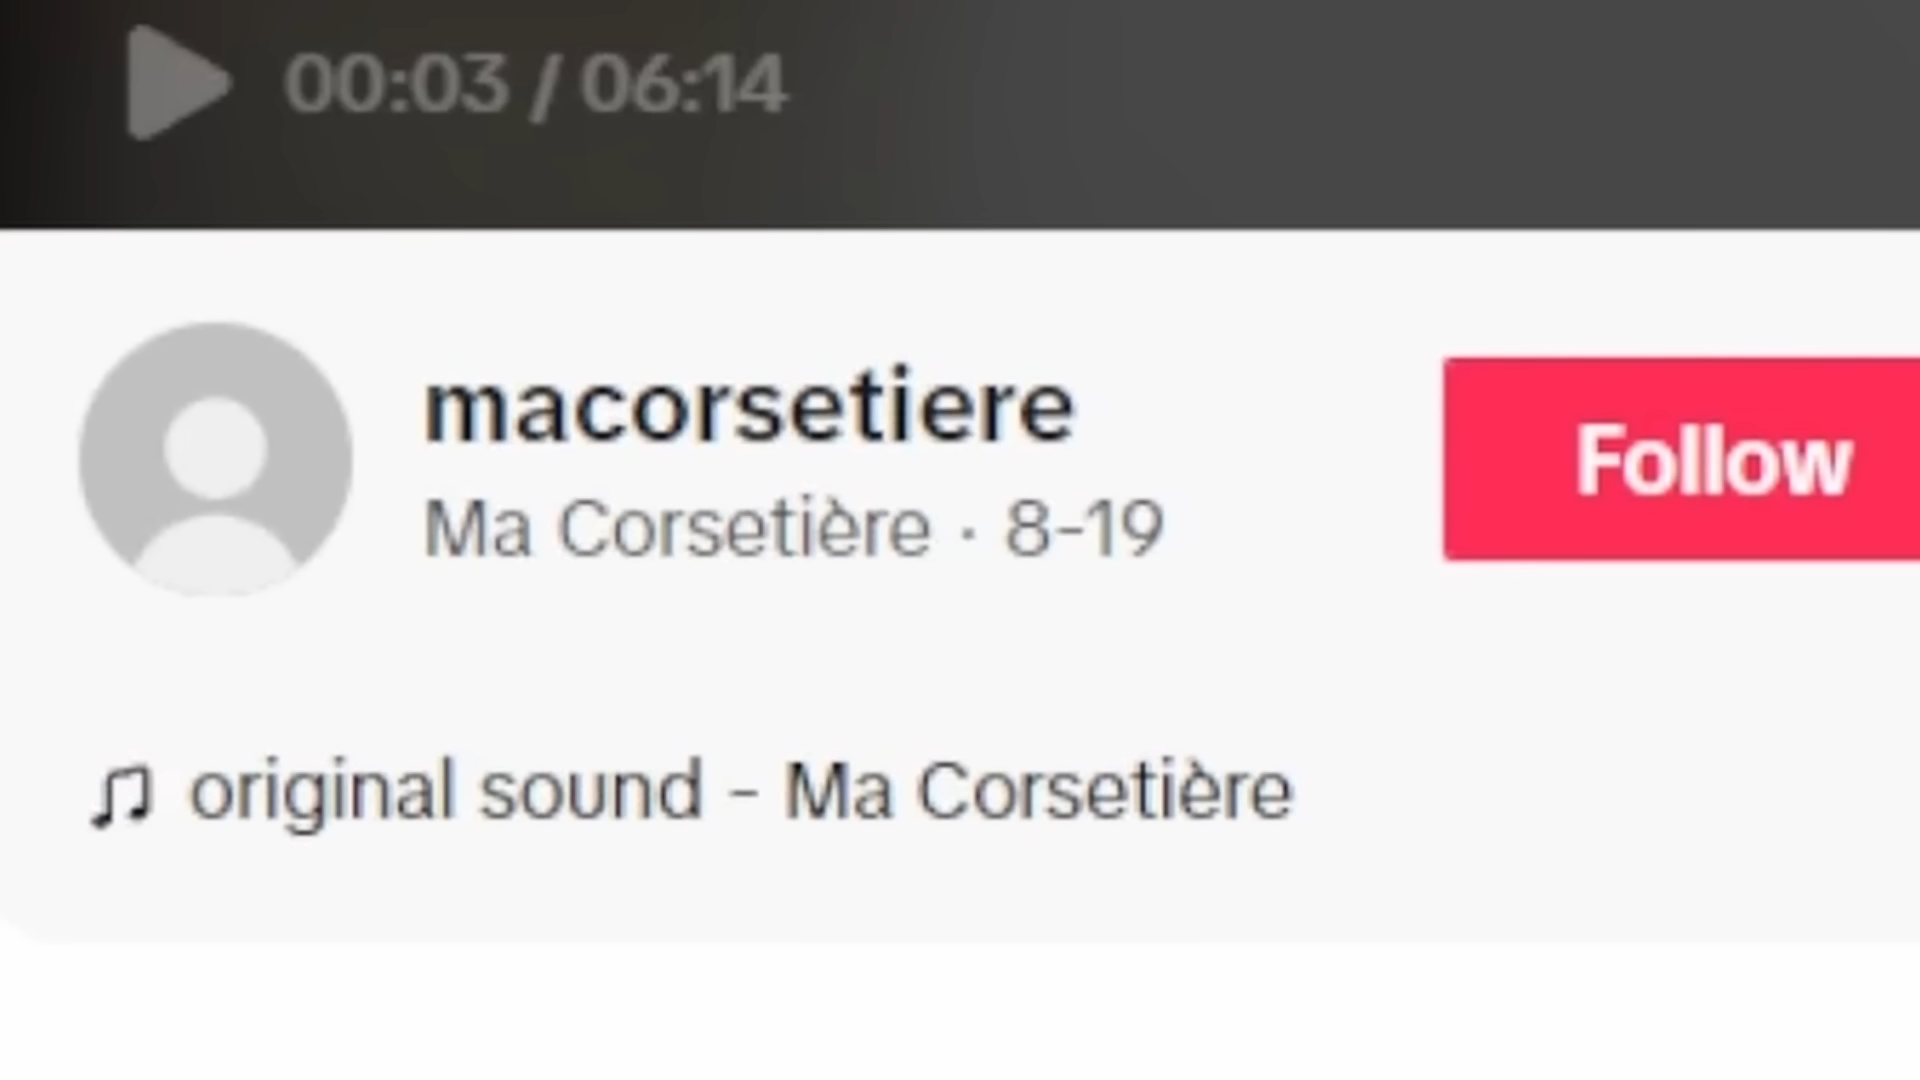 00:03 / 06:14
macorsetiere
Ma Corsetière · 8-19
Follow
original sound - Ma Corsetière